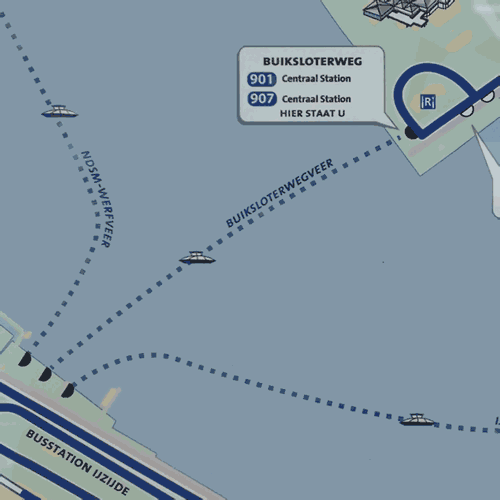 BUIKSLOTERWEG
901 Centraal Station
907 Centraal Station
HIER STAAT U
R
NDSM-WERFVEER
BUIKSLOTERWEGVEER
BUSSTATION IJZIJDE